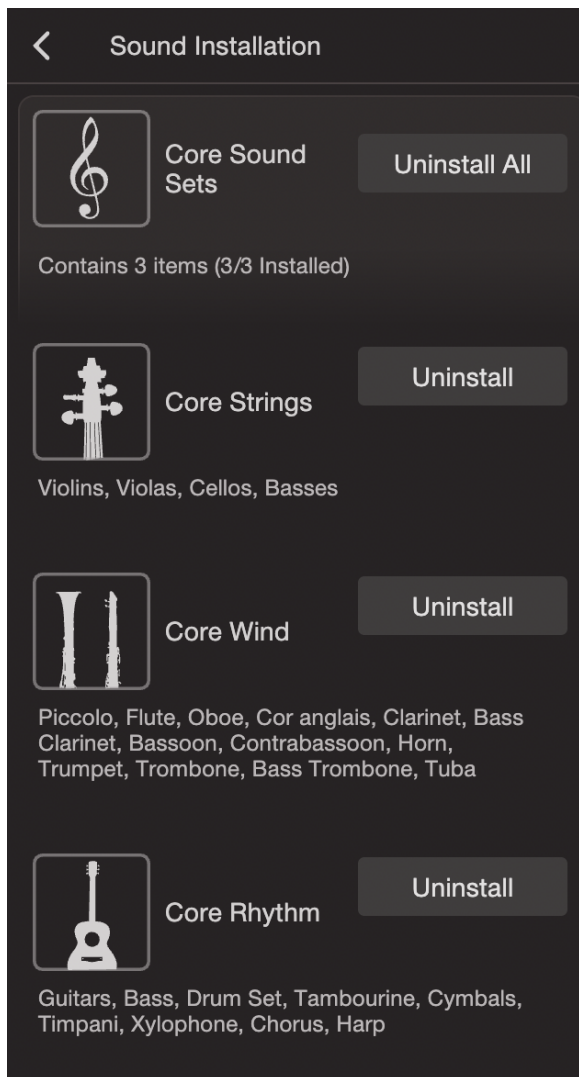 Sound Installation
Core Sound
Sets
Uninstall All
Contains 3 items (3/3 Installed)
Core Strings
Uninstall
Violins, Violas, Cellos, Basses
Core Wind
Uninstall
Piccolo, Flute, Oboe, Cor anglais, Clarinet, Bass
Clarinet, Bassoon, Contrabassoon, Horn,
Trumpet, Trombone, Bass Trombone, Tuba
Core Rhythm
Uninstall
Guitars, Bass, Drum Set, Tambourine, Cymbals,
Timpani, Xylophone, Chorus, Harp